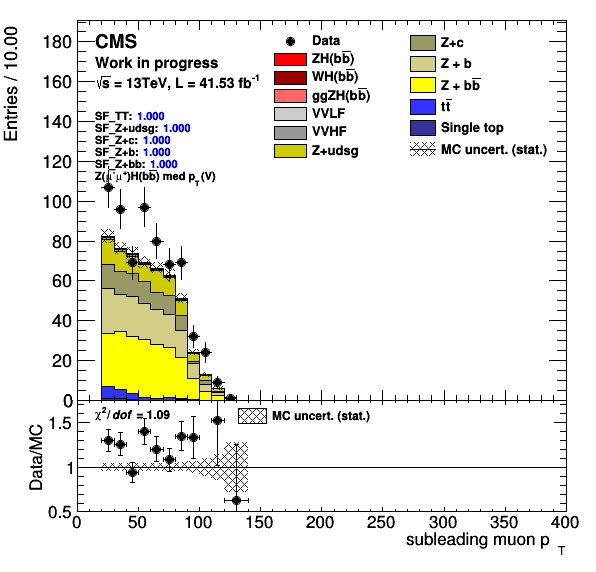 Entries / 10.00
180
160
140
120
100
80
60
40
20
0
CMS
Work in progress
√s = 13TeV, L = 41.53 fb⁻¹
SF_TT: 1.000
SF_Z+udsg: 1.000
SF_Z+c: 1.000
SF_Z+b: 1.000
SF_Z+bb: 1.000
Z(μ⁻μ⁺)H(bb̅) med p_T(V)
Data
ZH(bb̅)
WH(bb̅)
ggZH(bb̅)
VVLF
VVHF
Z+udsg
Z+c
Z + b
Z + bb̅
tt̅
Single top
MC uncert. (stat.)
Data/MC
1.5
1
0.5
χ²/dof = 1.09
MC uncert. (stat.)
0 50 100 150 200 250 300 350 400
subleading muon p_T